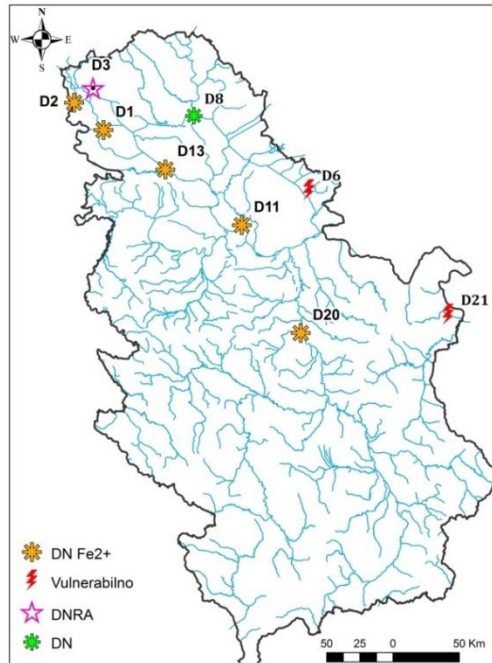 N
W E
S
D3
D2
D1
D8
D13
D6
D11
D21
D20
DN Fe2+
Vulnerabilno
DNRA
DN
50 25 0 50 Km